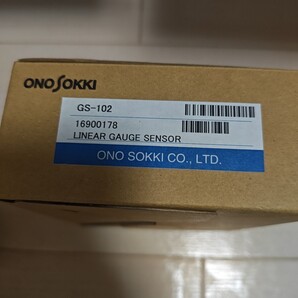 ONO SOKKI
GS-102
16900178
LINEAR GAUGE SENSOR
ONO SOKKI CO., LTD.